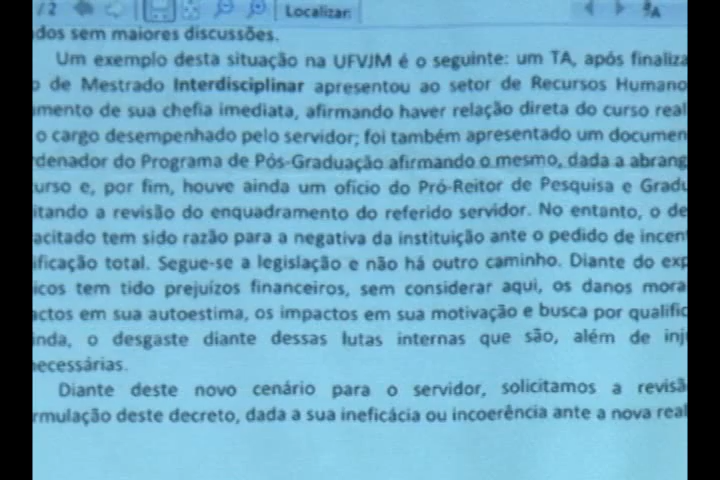 / 2 Localizar:
dos sem maiores discussões.
Um exemplo desta situação na UFVJM é o seguinte: um TA, após finaliza
o de Mestrado Interdisciplinar apresentou ao setor de Recursos Humano
mento de sua chefia imediata, afirmando haver relação direta do curso real
o cargo desempenhado pelo servidor; foi também apresentado um documen
denador do Programa de Pós-Graduação afirmando o mesmo, dada a abrang
urso e, por fim, houve ainda um ofício do Pró-Reitor de Pesquisa e Gradu
itando a revisão do enquadramento do referido servidor. No entanto, o de
acitado tem sido razão para a negativa da instituição ante o pedido de incen
ificação total. Segue-se a legislação e não há outro caminho. Diante do exp
icos tem tido prejuízos financeiros, sem considerar aqui, os danos mora
actos em sua autoestima, os impactos em sua motivação e busca por qualific
inda, o desgaste diante dessas lutas internas que são, além de inj
necessárias.
Diante deste novo cenário para o servidor, solicitamos a revisã
rmulação deste decreto, dada a sua ineficácia ou incoerência ante a nova real